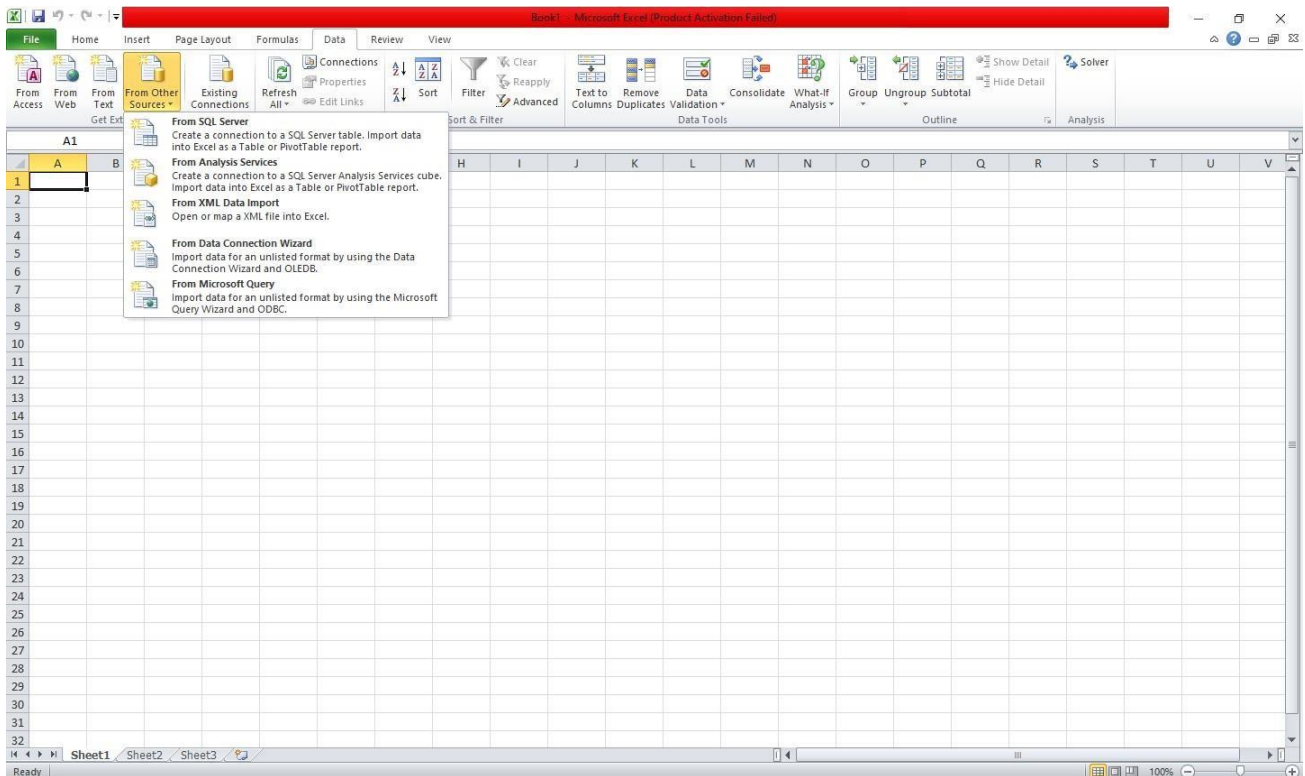 Book1 - Microsoft Excel (Product Activation Failed)
File Home Insert Page Layout Formulas Data Review View
From Access
From Web
From Text
From Other Sources
Existing Connections
Refresh All
Connections
Properties
Edit Links
Sort
Filter
Clear
Reapply
Advanced
Text to Columns
Remove Duplicates
Data Validation
Consolidate
What-If Analysis
Group
Ungroup
Subtotal
Show Detail
Hide Detail
Solver
Get Ext
Sort & Filter
Data Tools
Outline
Analysis
A1
From SQL Server
Create a connection to a SQL Server table. Import data
into Excel as a Table or PivotTable report.
From Analysis Services
Create a connection to a SQL Server Analysis Services cube.
Import data into Excel as a Table or PivotTable report.
From XML Data Import
Open or map a XML file into Excel.
From Data Connection Wizard
Import data for an unlisted format by using the Data
Connection Wizard and OLEDB.
From Microsoft Query
Import data for an unlisted format by using the Microsoft
Query Wizard and ODBC.
A B H I J K L M N O P Q R S T U V
1
2
3
4
5
6
7
8
9
10
11
12
13
14
15
16
17
18
19
20
21
22
23
24
25
26
27
28
29
30
31
32
Sheet1 Sheet2 Sheet3
Ready 100%